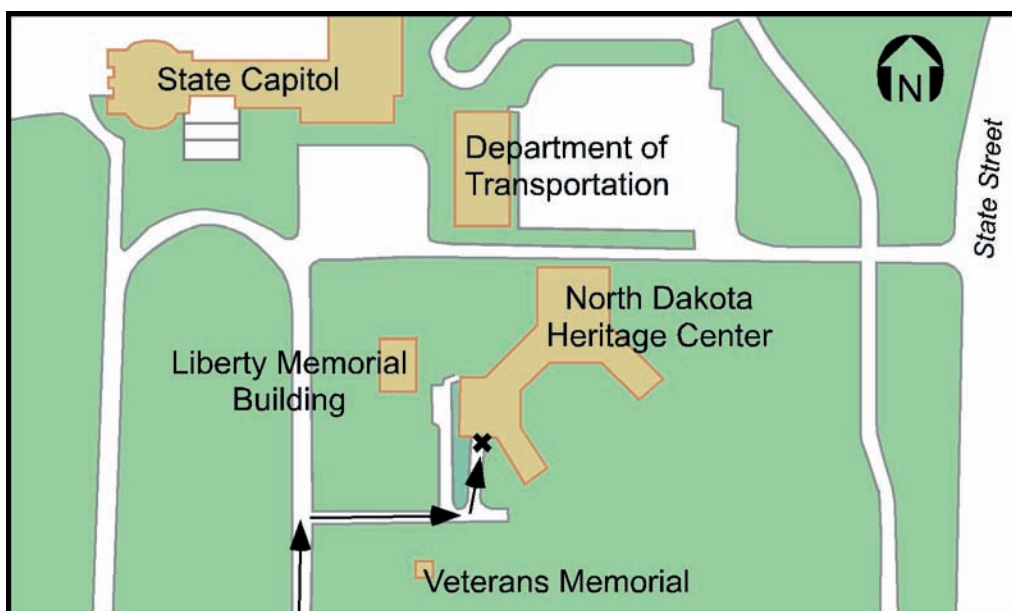 State Capitol
N
Department of
Transportation
State Street
North Dakota
Heritage Center
Liberty Memorial
Building
Veterans Memorial